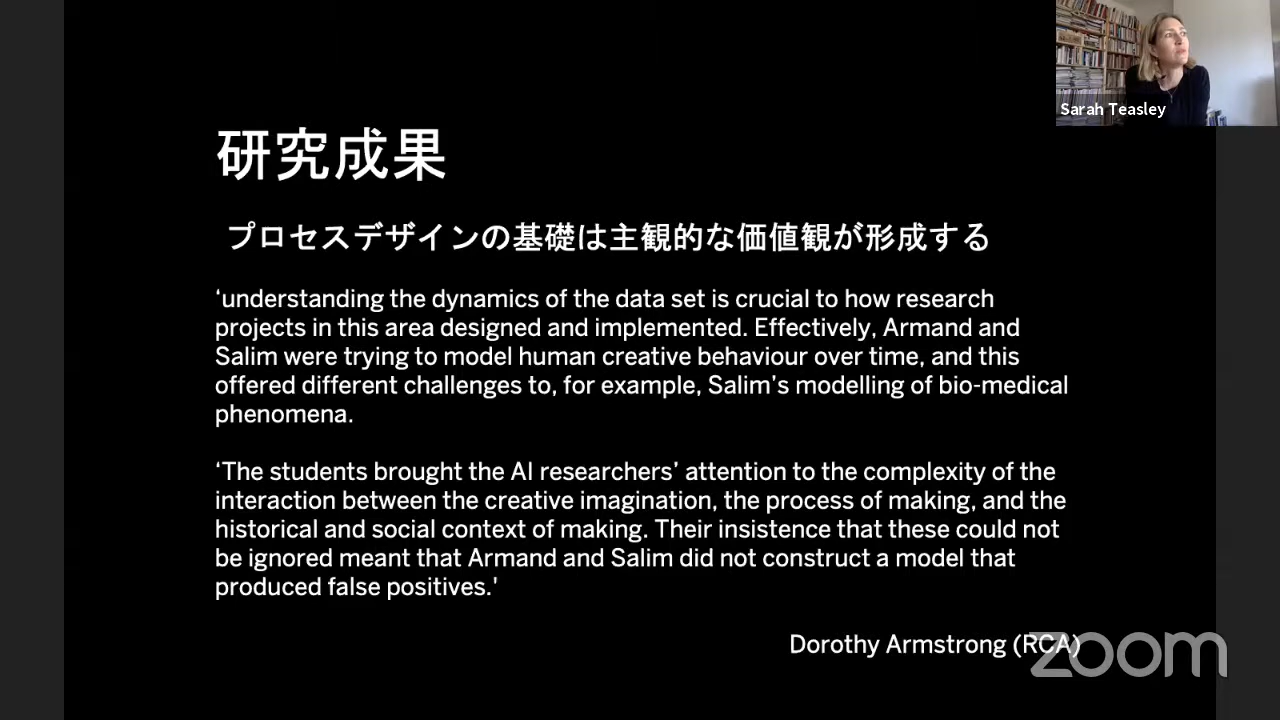 Sarah Teasley
研究成果
プロセスデザインの基礎は主観的な価値観が形成する
‘understanding the dynamics of the data set is crucial to how research
projects in this area designed and implemented. Effectively, Armand and
Salim were trying to model human creative behaviour over time, and this
offered different challenges to, for example, Salim’s modelling of bio-medical
phenomena.
‘The students brought the AI researchers’ attention to the complexity of the
interaction between the creative imagination, the process of making, and the
historical and social context of making. Their insistence that these could not
be ignored meant that Armand and Salim did not construct a model that
produced false positives.'
Dorothy Armstrong (RCA)
zoom